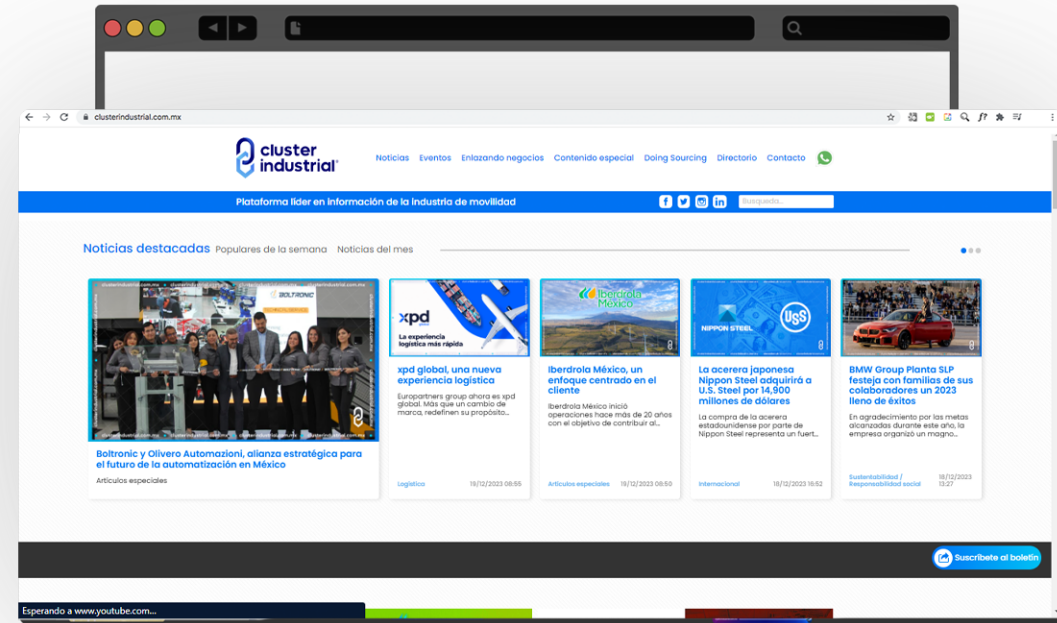 clusterindustrial.com.mx
cluster
industrial
Noticias Eventos Enlazando negocios Contenido especial Doing Sourcing Directorio Contacto
Plataforma líder en información de la Industria de movilidad
Busqueda...
Noticias destacadas Populares de la semana Noticias del mes
BOLTRONIC
xpd
La experiencia
logística más rápida
Iberdrola
México
NIPPON STEEL
USS
Boltronic y Olivero Automazioni, alianza estratégica para
el futuro de la automatización en México
Artículos especiales
xpd global, una nueva
experiencia logística
Europartners group ahora es xpd
global. Más que un cambio de
marca, redefinen su propósito...
Logística 19/12/2023 08:55
Iberdrola México, un
enfoque centrado en el
cliente
Iberdrola México inició
operaciones hace más de 20 años
con el objetivo de contribuir al...
Artículos especiales 19/12/2023 08:50
La acerera japonesa
Nippon Steel adquirirá a
U.S. Steel por 14,900
millones de dólares
La compra de la acerera
estadounidense por parte de
Nippon Steel representa un fuert...
Internacional 18/12/2023 16:52
BMW Group Planta SLP
festeja con familias de sus
colaboradores un 2023
lleno de éxitos
En agradecimiento por las metas
alcanzadas durante este año, la
empresa organizó un magno...
Sustentabilidad /
Responsabilidad social
18/12/2023
13:27
Suscríbete al boletín
Esperando a www.youtube.com...